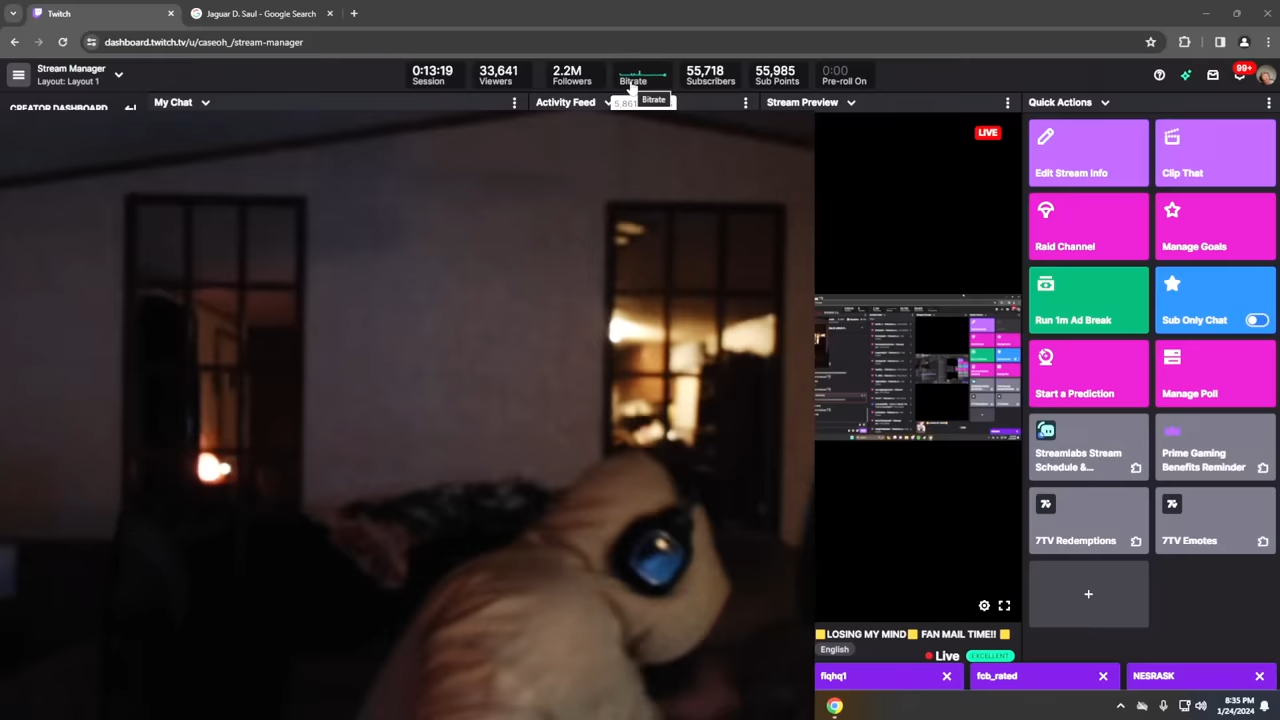 Twitch
Jaguar D. Saul - Google Search
dashboard.twitch.tv/u/caseoh_/stream-manager
Stream Manager
Layout: Layout 1
0:13:19
Session
33,641
Viewers
2.2M
Followers
Bitrate
55,718
Subscribers
55,985
Sub Points
0:00
Pre-roll On
99+
CREATOR DASHBOARD
My Chat
Activity Feed
5,861
Bitrate
Stream Preview
Quick Actions
LIVE
Edit Stream Info
Clip That
Raid Channel
Manage Goals
Run 1m Ad Break
Sub Only Chat
Start a Prediction
Manage Poll
Streamlabs Stream
Schedule &...
Prime Gaming
Benefits Reminder
7TV Redemptions
7TV Emotes
LOSING MY MIND FAN MAIL TIME!!
English
Live
EXCELLENT
fcb_rated
NESRASK
8:35 PM
1/24/2024